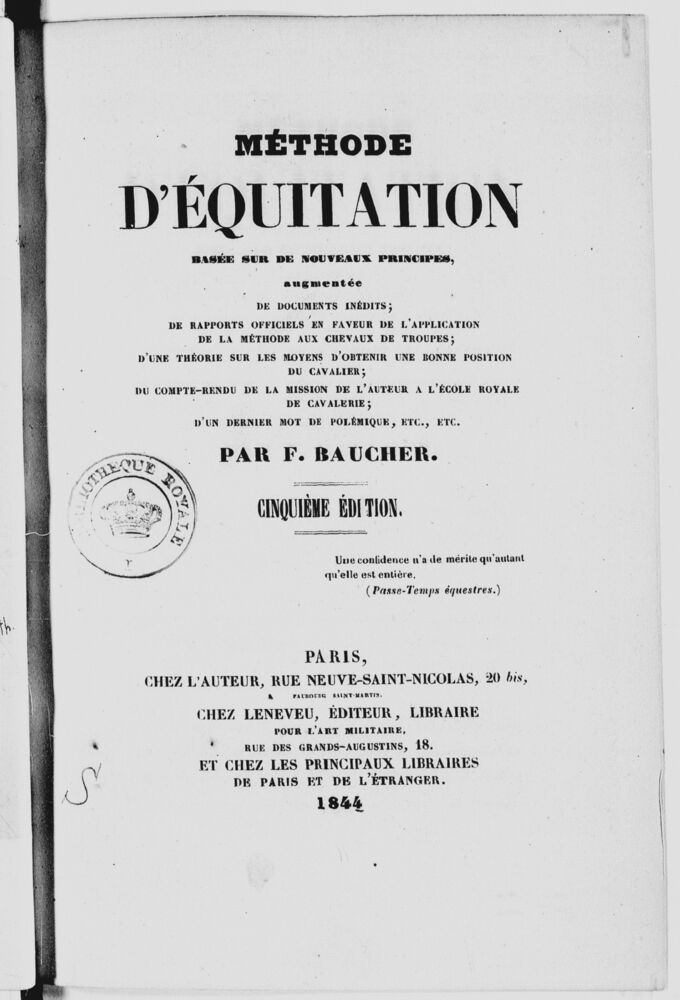 MÉTHODE
D'ÉQUITATION
BASÉE SUR DE NOUVEAUX PRINCIPES,
augmentée
DE DOCUMENTS INÉDITS;
DE RAPPORTS OFFICIELS EN FAVEUR DE L'APPLICATION
DE LA MÉTHODE AUX CHEVAUX DE TROUPES;
D'UNE THÉORIE SUR LES MOYENS D'OBTENIR UNE BONNE POSITION
DU CAVALIER;
DU COMPTE-RENDU DE LA MISSION DE L'AUTEUR A L'ÉCOLE ROYALE
DE CAVALERIE;
D'UN DERNIER MOT DE POLÉMIQUE, ETC., ETC.
PAR F. BAUCHER.
CINQUIÈME ÉDITION.
BIBLIOTHEQUE ROYALE
Une confidence n'a de mérite qu'autant
qu'elle est entière.
(Passe-Temps équestres.)
PARIS,
CHEZ L'AUTEUR, RUE NEUVE-SAINT-NICOLAS, 20 bis,
FAUBOURG SAINT-MARTIN.
CHEZ LENEVEU, ÉDITEUR, LIBRAIRE
POUR L'ART MILITAIRE,
RUE DES GRANDS-AUGUSTINS, 18.
ET CHEZ LES PRINCIPAUX LIBRAIRES
DE PARIS ET DE L'ÉTRANGER.
1844